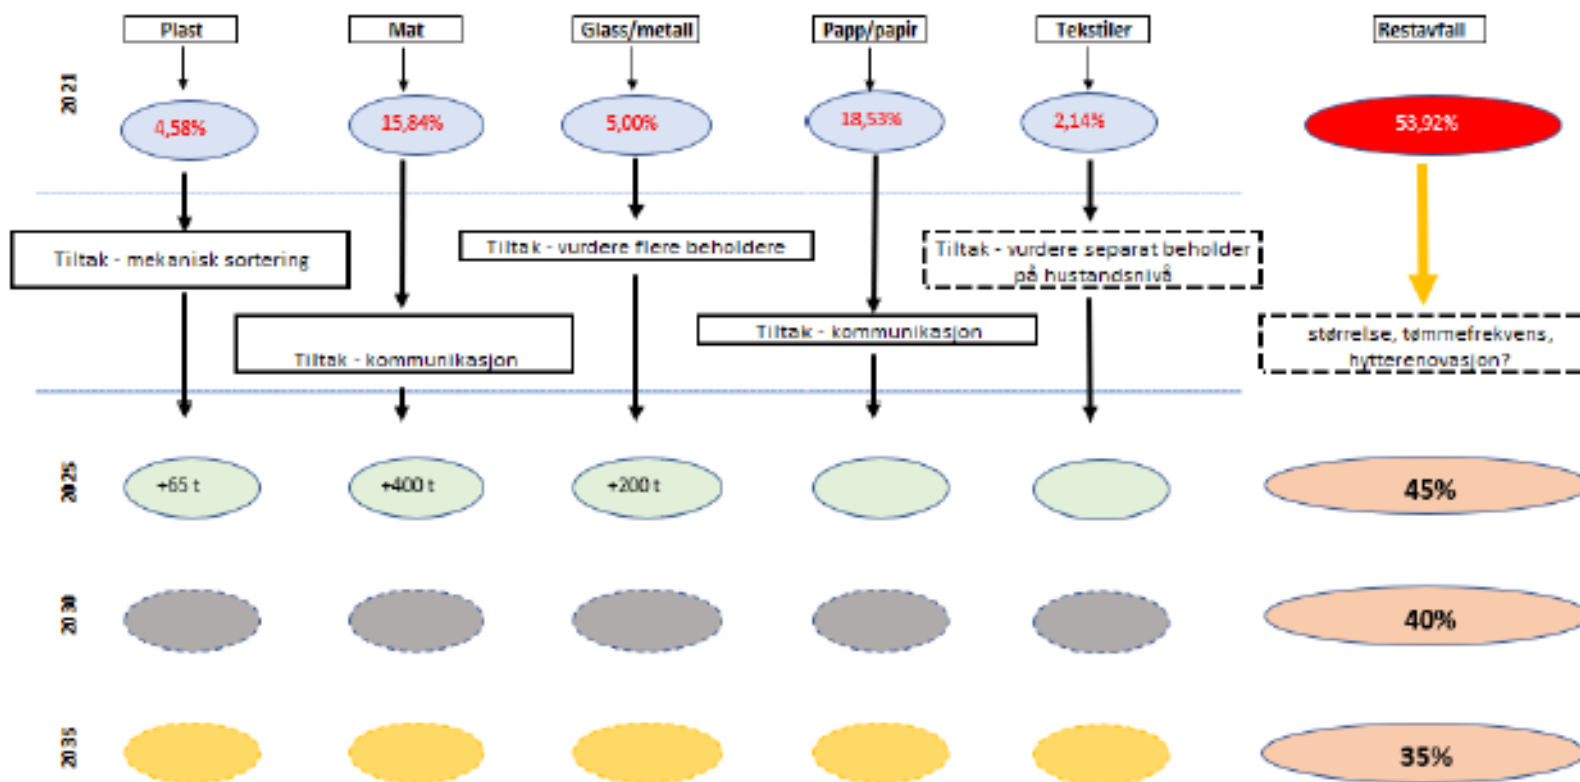 Plast
Mat
Glass/metall
Papp/papir
Tekstiler
Restavfall
2021
4,58%
15,84%
5,00%
18,53%
2,14%
53,92%
Tiltak - mekanisk sortering
Tiltak - vurdere flere beholdere
Tiltak - vurdere separat beholder
på hustandsnivå
Tiltak - kommunikasjon
Tiltak - kommunikasjon
størrelse, tømmefrekvens,
hytterenovasjon?
2025
+65 t
+400 t
+200 t
45%
2030
40%
2035
35%